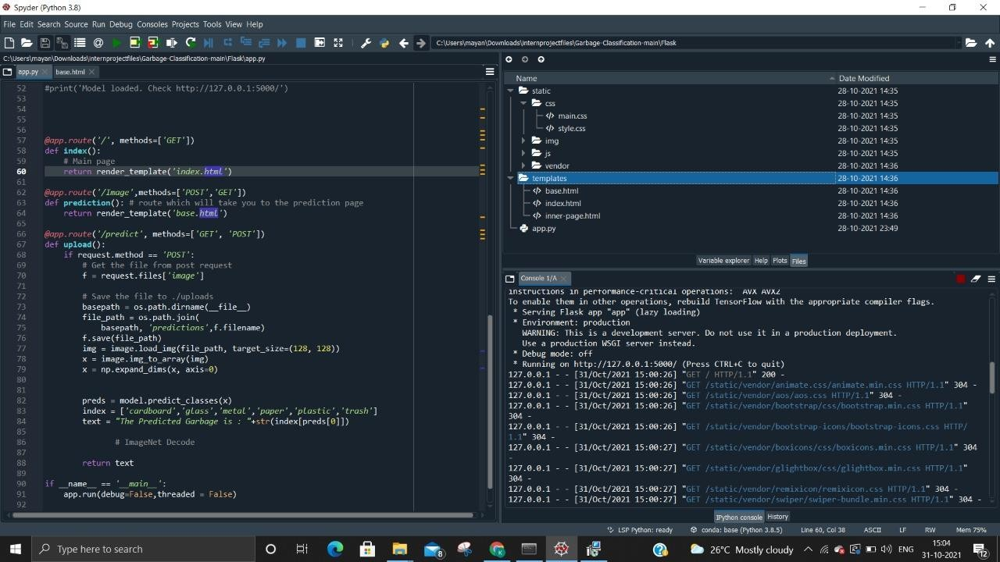 Spyder (Python 3.8)
File Edit Search Source Run Debug Consoles Projects Tools View Help
C:\Users\mayan\Downloads\internprojectfiles\Garbage-Classification-main\Flask
C:\Users\mayan\Downloads\internprojectfiles\Garbage-Classification-main\Flask\app.py
app.py base.html
52 #print('Model loaded. Check http://127.0.0.1:5000/')
53
54
55
56
57 @app.route('/', methods=['GET'])
58 def index():
59 # Main page
60 return render_template('index.html')
61
62 @app.route('/Image',methods=['POST','GET'])
63 def prediction(): # route which will take you to the prediction page
64 return render_template('base.html')
65
66 @app.route('/predict', methods=['GET', 'POST'])
67 def upload():
68 if request.method == 'POST':
69 # Get the file from post request
70 f = request.files['image']
71
72 # Save the file to ./uploads
73 basepath = os.path.dirname(__file__)
74 file_path = os.path.join(
75 basepath, 'predictions',f.filename)
76 f.save(file_path)
77 img = image.load_img(file_path, target_size=(128, 128))
78 x = image.img_to_array(img)
79 x = np.expand_dims(x, axis=0)
80
81
82 preds = model.predict_classes(x)
83 index = ['cardboard','glass','metal','paper','plastic','trash']
84 text = "The Predicted Garbage is : "+str(index[preds[0]])
85
86 # ImageNet Decode
87
88 return text
89
90 if __name__ == '__main__':
91 app.run(debug=False,threaded = False)
92
Name Date Modified
static 28-10-2021 14:35
css 28-10-2021 14:35
main.css 28-10-2021 14:35
style.css 28-10-2021 14:35
img 28-10-2021 14:35
js 28-10-2021 14:35
vendor 28-10-2021 14:36
templates 28-10-2021 14:36
base.html 28-10-2021 14:36
index.html 28-10-2021 14:36
inner-page.html 28-10-2021 14:36
app.py 28-10-2021 23:49
Variable explorer Help Plots Files
Console 1/A
instructions in performance-critical operations: AVX AVX2
To enable them in other operations, rebuild TensorFlow with the appropriate compiler flags.
* Serving Flask app "app" (lazy loading)
* Environment: production
WARNING: This is a development server. Do not use it in a production deployment.
Use a production WSGI server instead.
* Debug mode: off
* Running on http://127.0.0.1:5000/ (Press CTRL+C to quit)
127.0.0.1 - - [31/Oct/2021 15:00:26] "GET / HTTP/1.1" 200 -
127.0.0.1 - - [31/Oct/2021 15:00:26] "GET /static/vendor/animate.css/animate.min.css HTTP/1.1" 304 -
127.0.0.1 - - [31/Oct/2021 15:00:26] "GET /static/vendor/aos/aos.css HTTP/1.1" 304 -
127.0.0.1 - - [31/Oct/2021 15:00:26] "GET /static/vendor/bootstrap/css/bootstrap.min.css HTTP/1.1"
304 -
127.0.0.1 - - [31/Oct/2021 15:00:26] "GET /static/vendor/bootstrap-icons/bootstrap-icons.css HTTP/
1.1" 304 -
127.0.0.1 - - [31/Oct/2021 15:00:27] "GET /static/vendor/boxicons/css/boxicons.min.css HTTP/1.1" 304
-
127.0.0.1 - - [31/Oct/2021 15:00:27] "GET /static/vendor/glightbox/css/glightbox.min.css HTTP/1.1"
304 -
127.0.0.1 - - [31/Oct/2021 15:00:27] "GET /static/vendor/remixicon/remixicon.css HTTP/1.1" 304 -
127.0.0.1 - - [31/Oct/2021 15:00:27] "GET /static/vendor/swiper/swiper-bundle.min.css HTTP/1.1" 304 -
IPython console History
LSP Python: ready conda: base (Python 3.8.5) Line 60, Col 38 ASCII LF RW Mem 75%
Type here to search
8
26°C Mostly cloudy
ENG
15:04
31-10-2021